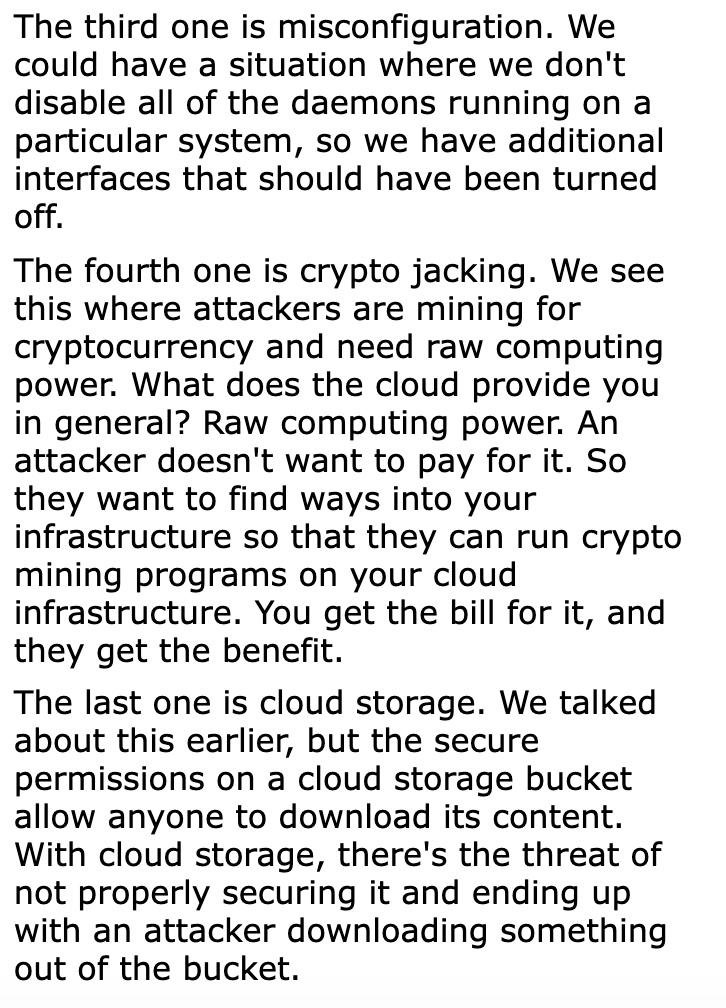 The third one is misconfiguration. We
could have a situation where we don't
disable all of the daemons running on a
particular system, so we have additional
interfaces that should have been turned
off.
The fourth one is crypto jacking. We see
this where attackers are mining for
cryptocurrency and need raw computing
power. What does the cloud provide you
in general? Raw computing power. An
attacker doesn't want to pay for it. So
they want to find ways into your
infrastructure so that they can run crypto
mining programs on your cloud
infrastructure. You get the bill for it, and
they get the benefit.
The last one is cloud storage. We talked
about this earlier, but the secure
permissions on a cloud storage bucket
allow anyone to download its content.
With cloud storage, there's the threat of
not properly securing it and ending up
with an attacker downloading something
out of the bucket.